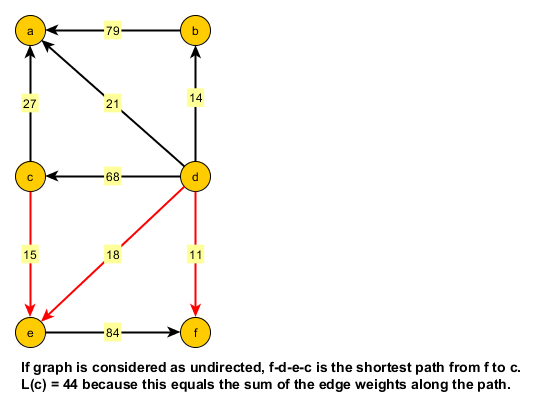 a 79 b
27 21 14
c 68 d
15 18 11
e 84 f
If graph is considered as undirected, f-d-e-c is the shortest path from f to c.
L(c) = 44 because this equals the sum of the edge weights along the path.